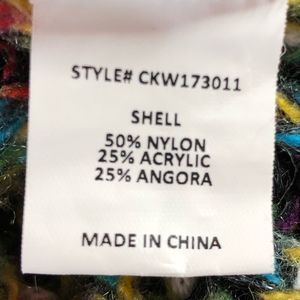 STYLE# CKW173011
SHELL
50% NYLON
25% ACRYLIC
25% ANGORA
MADE IN CHINA